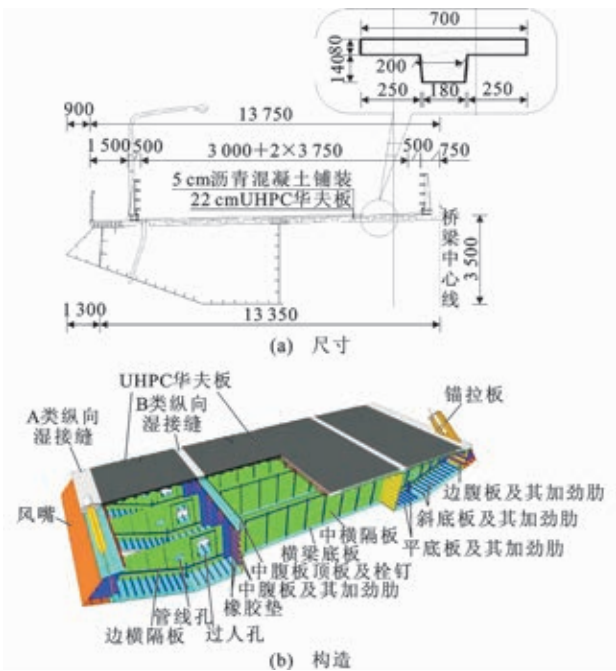 700
140 80
200
250 180 250
900 13 750
1 500 500 3 000+2×3 750 500 750
5 cm沥青混凝土铺装
22 cmUHPC华夫板
桥梁中心线
3 500
1 300 13 350
(a) 尺寸
UHPC华夫板
A类纵向
湿接缝
B类纵向
湿接缝
锚拉板
风嘴
边腹板及其加劲肋
斜底板及其加劲肋
平底板及其加劲肋
中横隔板
横梁底板
中腹板顶板及栓钉
中腹板及其加劲肋
橡胶垫
管线孔
边横隔板
过人孔
(b) 构造